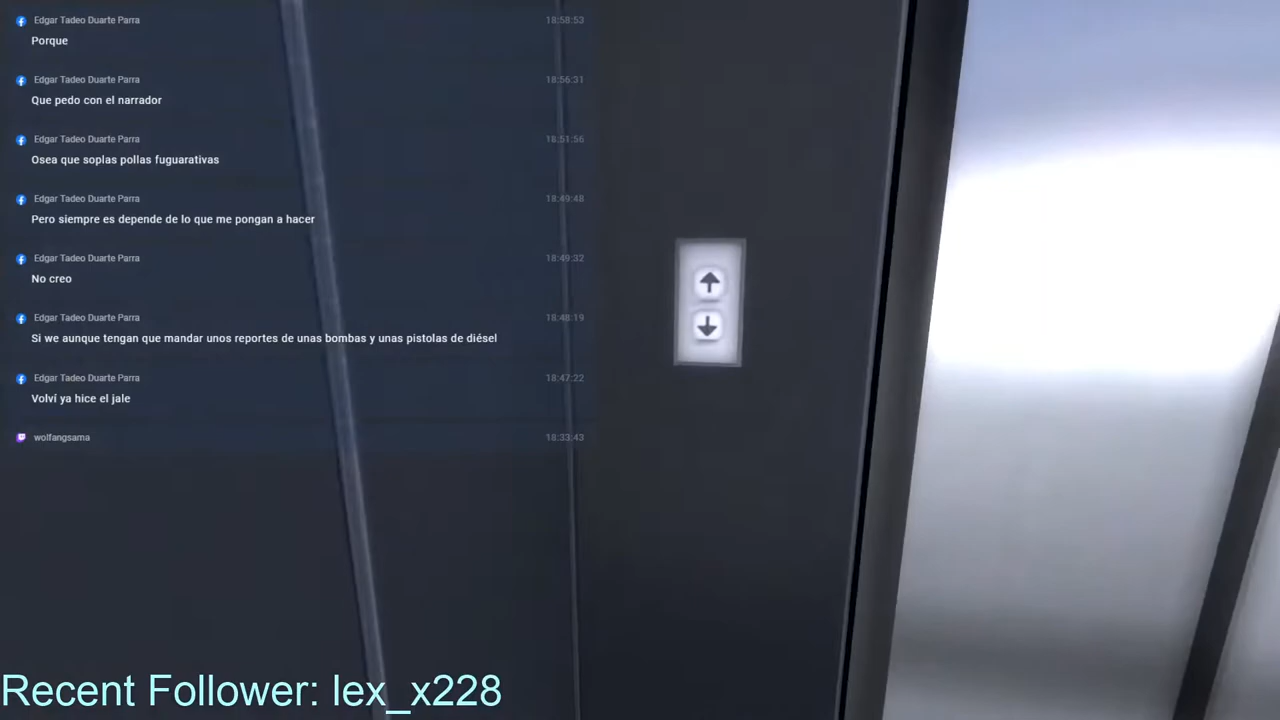 Edgar Tadeo Duarte Parra 18:58:53
Porque
Edgar Tadeo Duarte Parra 18:56:31
Que pedo con el narrador
Edgar Tadeo Duarte Parra 18:51:56
Osea que soplas pollas fuguarativas
Edgar Tadeo Duarte Parra 18:49:48
Pero siempre es depende de lo que me pongan a hacer
Edgar Tadeo Duarte Parra 18:49:32
No creo
Edgar Tadeo Duarte Parra 18:48:19
Si we aunque tengan que mandar unos reportes de unas bombas y unas pistolas de diésel
Edgar Tadeo Duarte Parra 18:47:22
Volví ya hice el jale
wolfangsama 18:33:43
Recent Follower: lex_x228